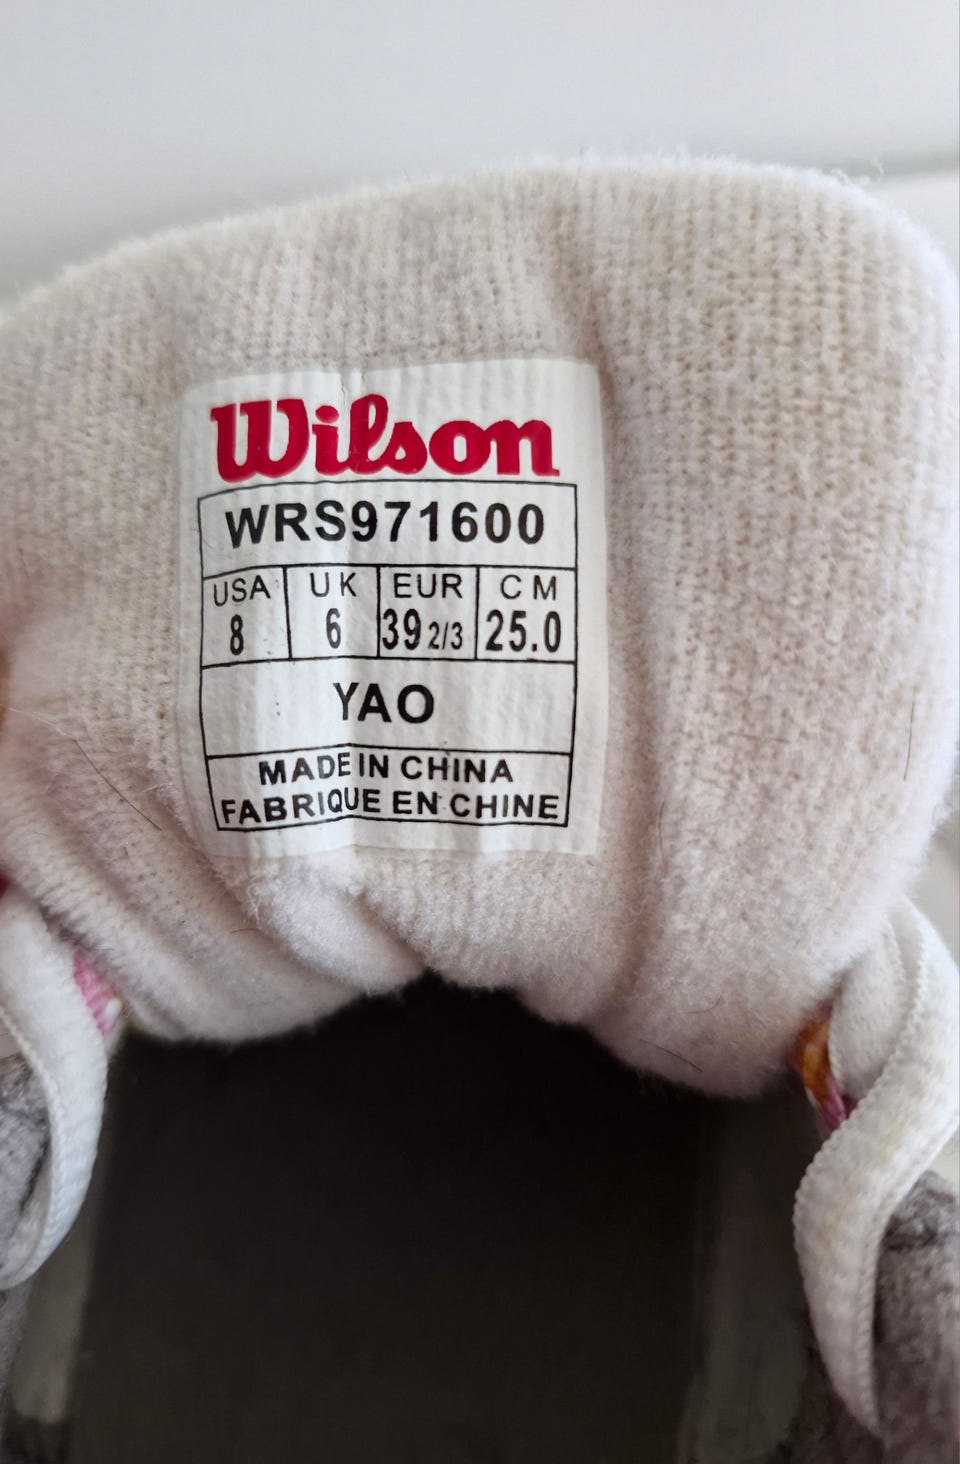 Wilson
WRS971600
USA UK EUR CM
8 6 39 2/3 25.0
YAO
MADE IN CHINA
FABRIQUE EN CHINE